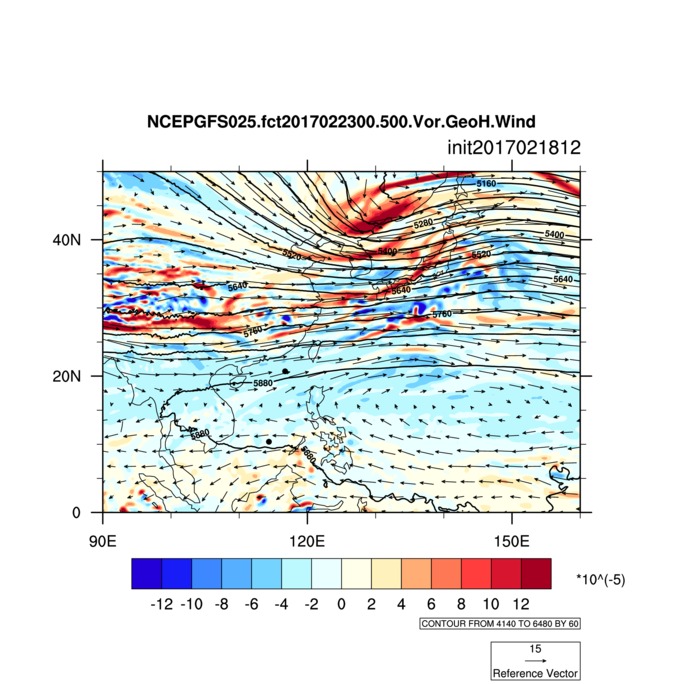 NCEPGFS025.fct2017022300.500.Vor.GeoH.Wind
init2017021812
5160
5280
5400
40N
5520
5400
5520
5640
5640
5640
5760
5760
20N
5880
5880
5880
0
90E 120E 150E
-12 -10 -8 -6 -4 -2 0 2 4 6 8 10 12
*10^(-5)
CONTOUR FROM 4140 TO 6480 BY 60
15
Reference Vector